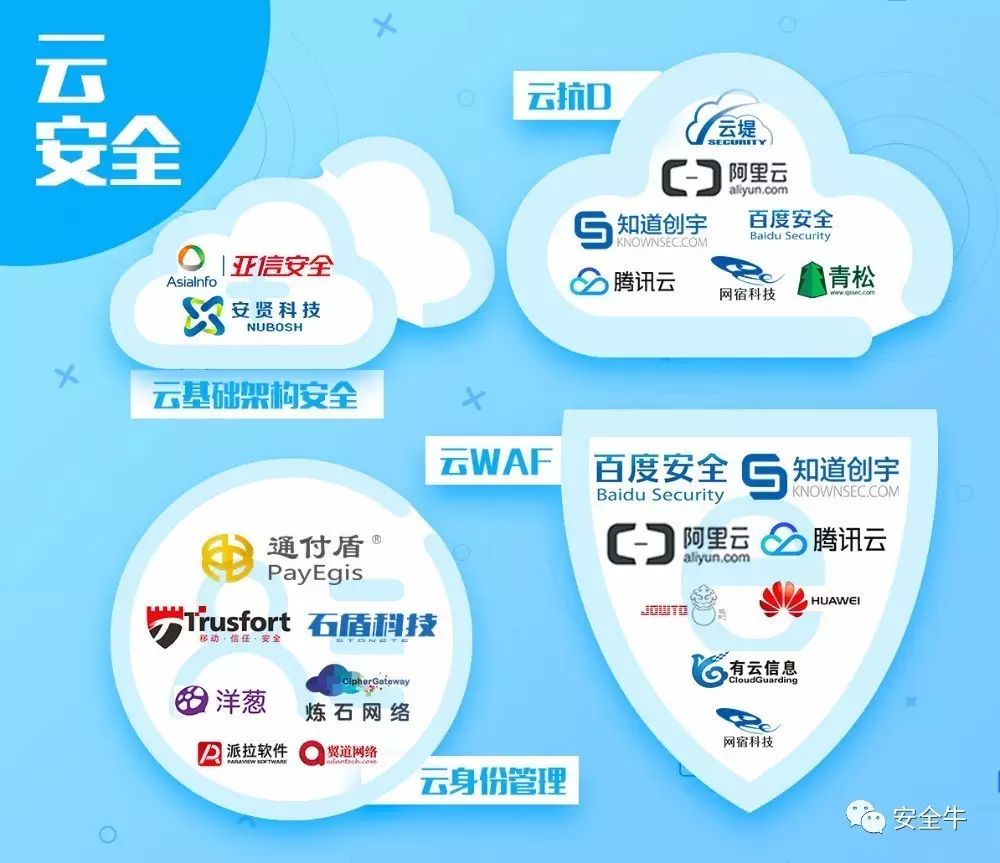 云
安全
云抗D
云堤
SECURITY
阿里云
aliyun.com
知道创宇
KNOWNSEC.COM
百度安全
Baidu Security
腾讯云
网宿科技
青松
www.qssec.com
AsiaInfo
亚信安全
安贤科技
NUBOSH
云基础架构安全
云WAF
百度安全
Baidu Security
知道创宇
KNOWNSEC.COM
阿里云
aliyun.com
腾讯云
JOWTO
HUAWEI
有云信息
CloudGuarding
网宿科技
通付盾®
PayEgis
Trusfort
移动·信任·安全
石盾科技
STONETE
洋葱
CipherGateway
炼石网络
派拉软件
PARAVIEW SOFTWARE
翼道网络
edaotech.com
云身份管理
安全牛